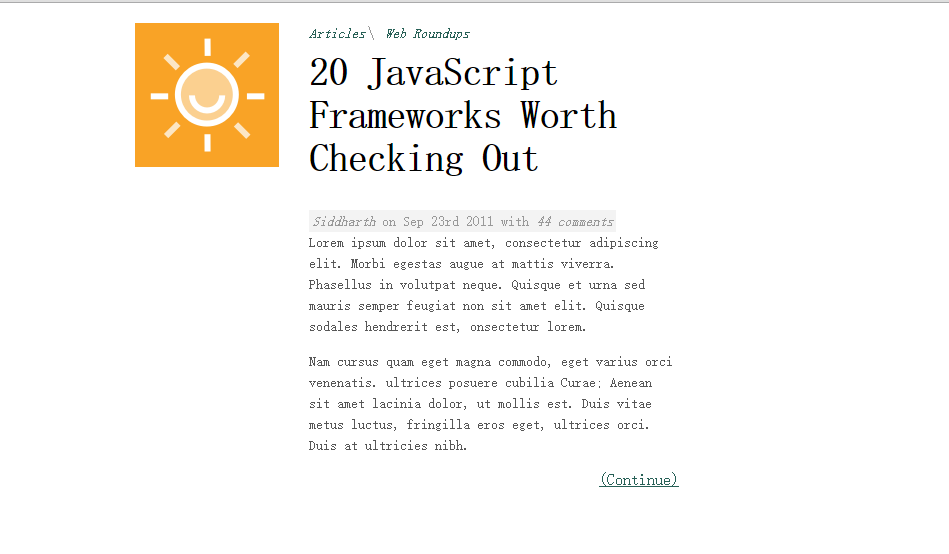 Articles\ Web Roundups
20 JavaScript
Frameworks Worth
Checking Out
Siddharth on Sep 23rd 2011 with 44 comments
Lorem ipsum dolor sit amet, consectetur adipiscing
elit. Morbi egestas augue at mattis viverra.
Phasellus in volutpat neque. Quisque et urna sed
mauris semper feugiat non sit amet elit. Quisque
sodales hendrerit est, onsectetur lorem.
Nam cursus quam eget magna commodo, eget varius orci
venenatis. ultrices posuere cubilia Curae; Aenean
sit amet lacinia dolor, ut mollis est. Duis vitae
metus luctus, fringilla eros eget, ultrices orci.
Duis at ultricies nibh.
(Continue)